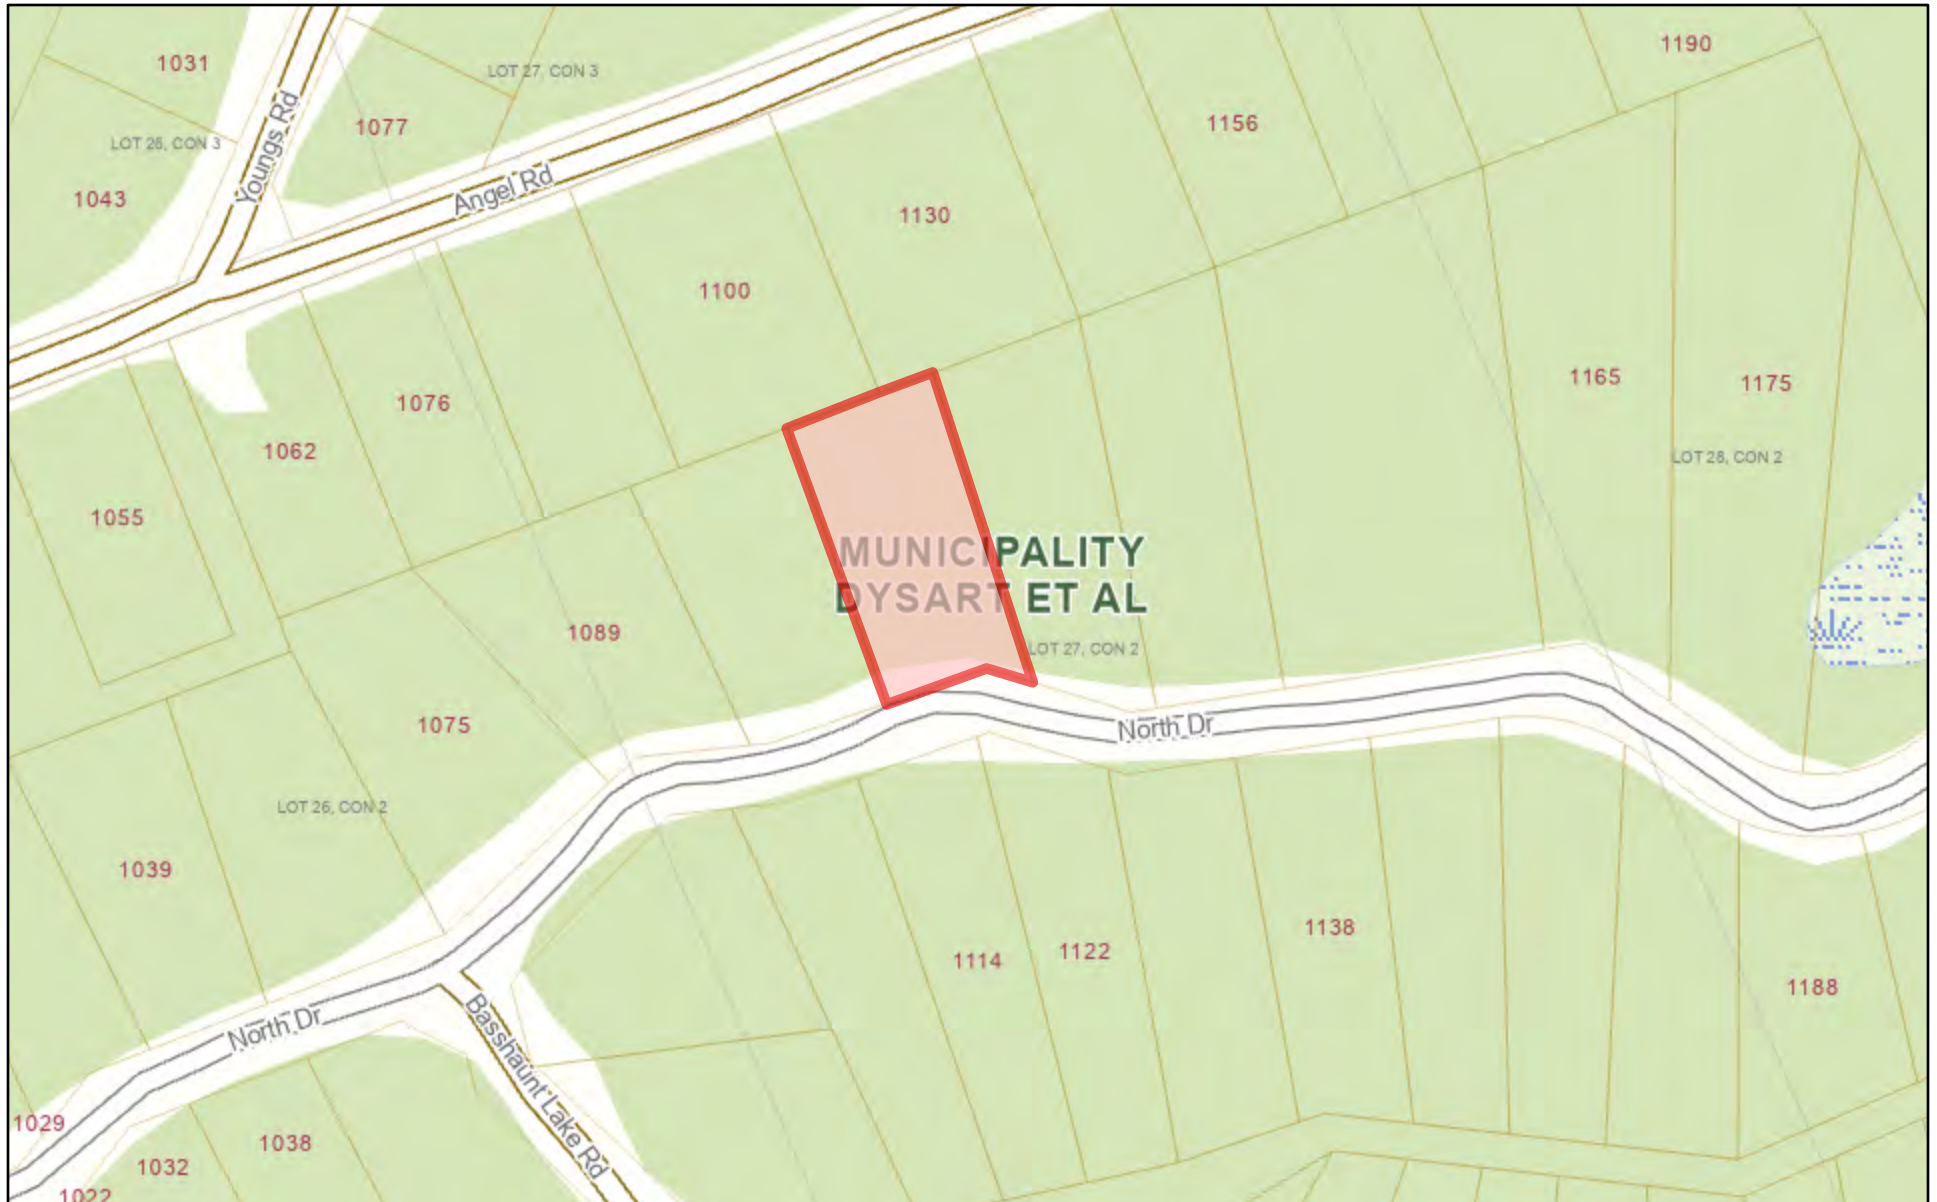 1190
1031
LOT 27, CON 3
1077
1156
LOT 26, CON 3
Youngs Rd
1043
Angel Rd
1130
1100
1165
1175
1076
1062
LOT 28, CON 2
1055
MUNICIPALITY
DYSART ET AL
1089
LOT 27, CON 2
1075
North Dr
LOT 26, CON 2
1039
1138
1122
1114
1188
North Dr
Basshaunt Lake Rd
1029
1038
1032
1022